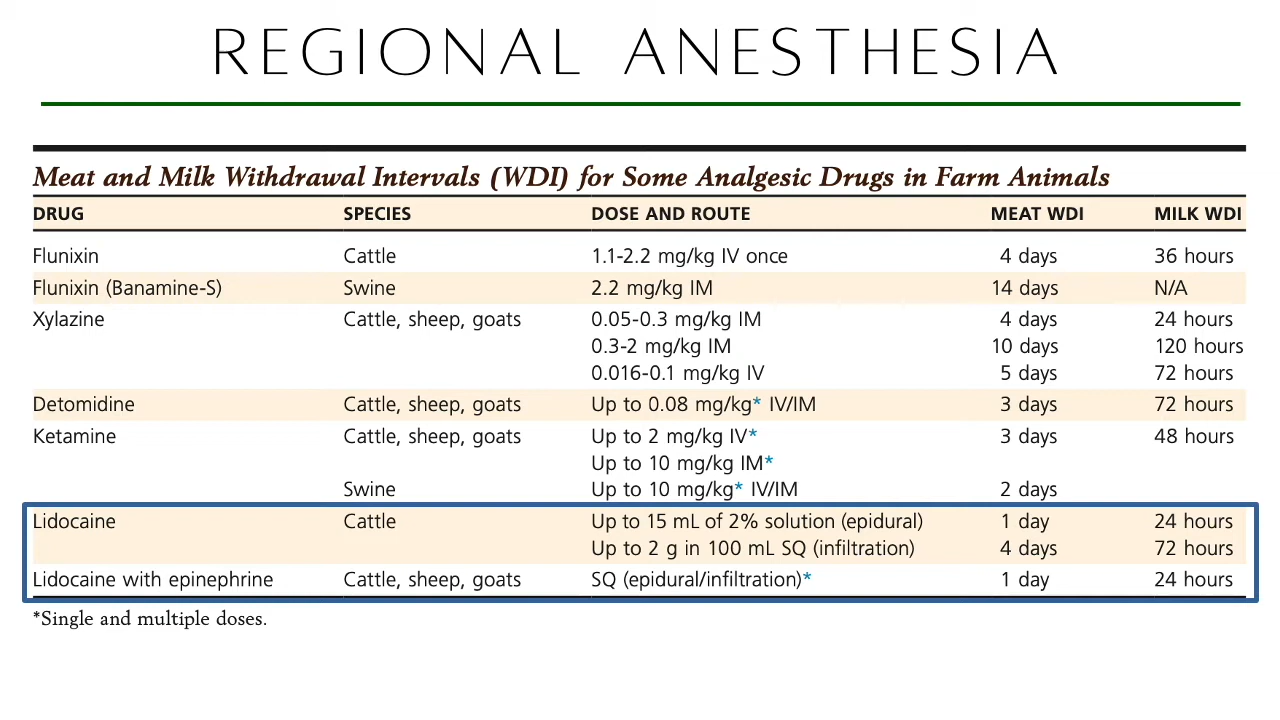 REGIONAL ANESTHESIA
Meat and Milk Withdrawal Intervals (WDI) for Some Analgesic Drugs in Farm Animals
DRUG SPECIES DOSE AND ROUTE MEAT WDI MILK WDI
Flunixin Cattle 1.1-2.2 mg/kg IV once 4 days 36 hours
Flunixin (Banamine-S) Swine 2.2 mg/kg IM 14 days N/A
Xylazine Cattle, sheep, goats 0.05-0.3 mg/kg IM 4 days 24 hours
0.3-2 mg/kg IM 10 days 120 hours
0.016-0.1 mg/kg IV 5 days 72 hours
Detomidine Cattle, sheep, goats Up to 0.08 mg/kg* IV/IM 3 days 72 hours
Ketamine Cattle, sheep, goats Up to 2 mg/kg IV* 3 days 48 hours
Up to 10 mg/kg IM*
Swine Up to 10 mg/kg* IV/IM 2 days
Lidocaine Cattle Up to 15 mL of 2% solution (epidural) 1 day 24 hours
Up to 2 g in 100 mL SQ (infiltration) 4 days 72 hours
Lidocaine with epinephrine Cattle, sheep, goats SQ (epidural/infiltration)* 1 day 24 hours
*Single and multiple doses.